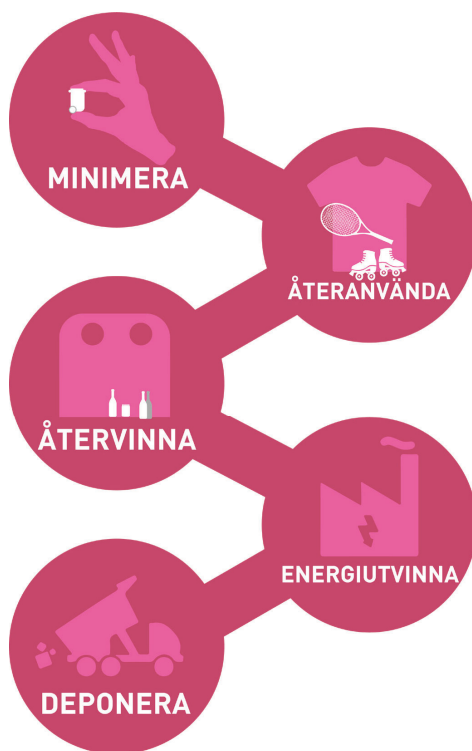 MINIMERA
ÅTERANVÄNDA
ÅTERVINNA
ENERGIUTVINNA
DEPONERA